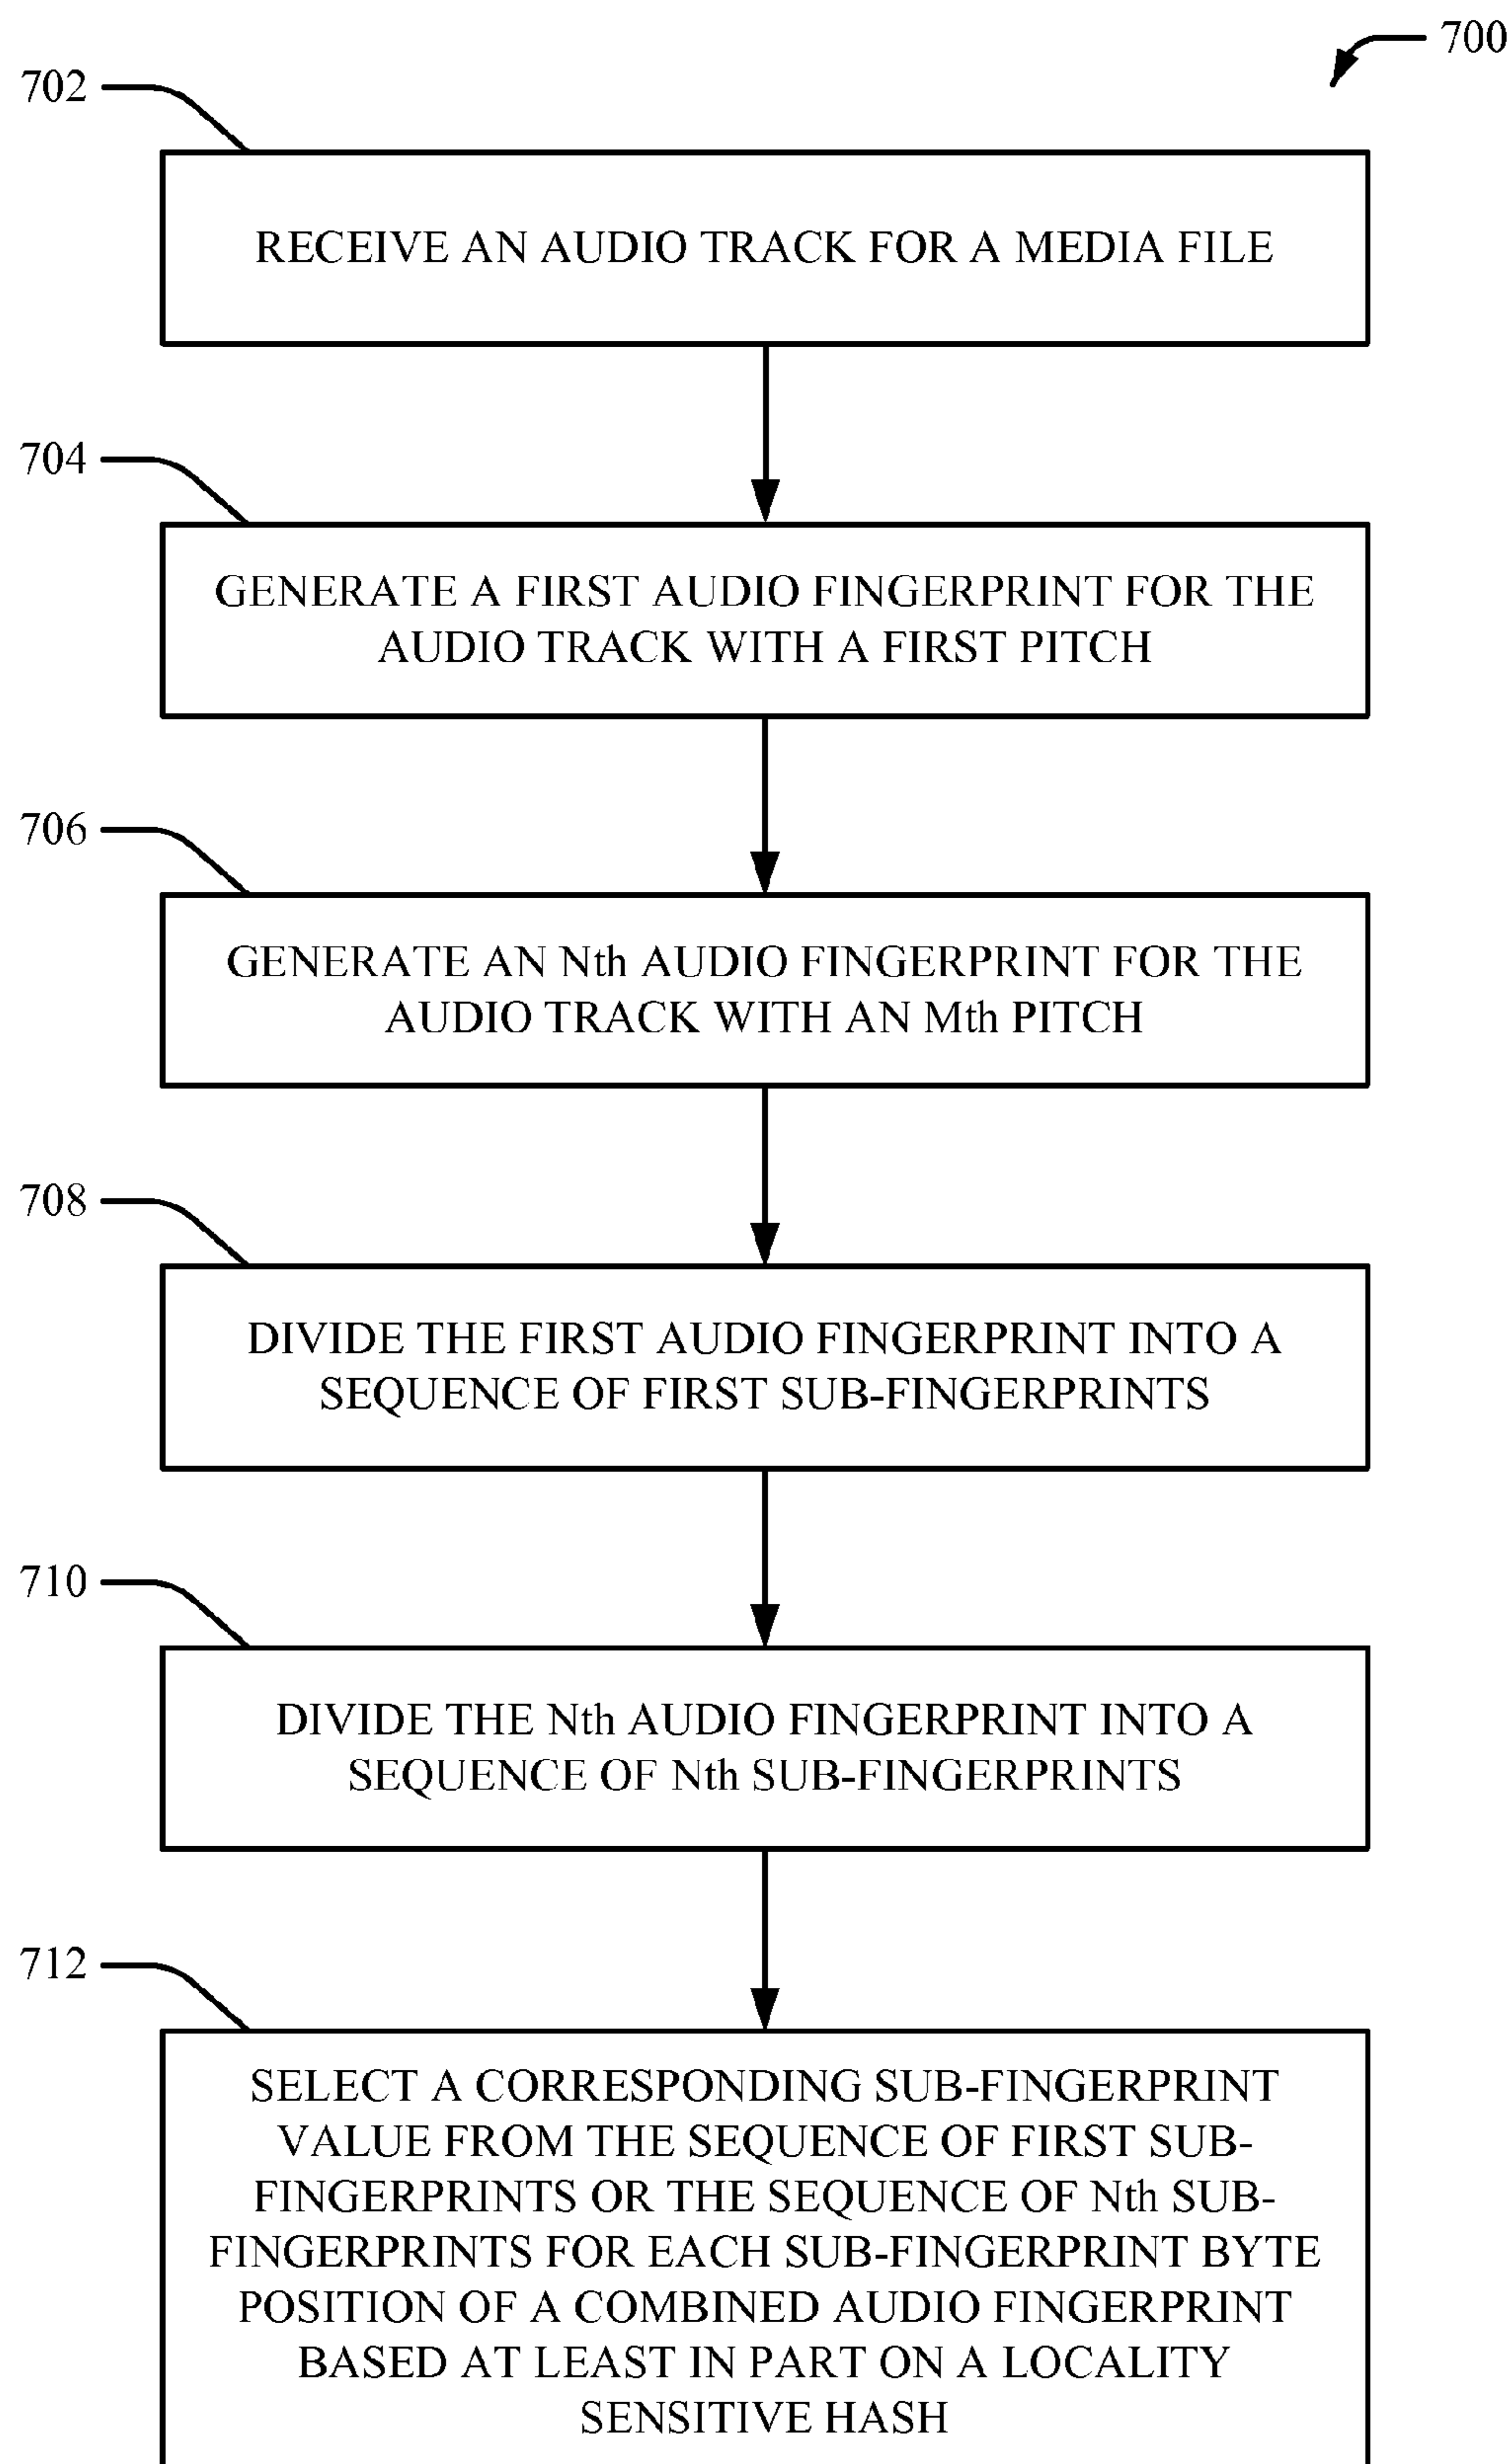 700
702
RECEIVE AN AUDIO TRACK FOR A MEDIA FILE
704
GENERATE A FIRST AUDIO FINGERPRINT FOR THE
AUDIO TRACK WITH A FIRST PITCH
706
GENERATE AN Nth AUDIO FINGERPRINT FOR THE
AUDIO TRACK WITH AN Mth PITCH
708
DIVIDE THE FIRST AUDIO FINGERPRINT INTO A
SEQUENCE OF FIRST SUB-FINGERPRINTS
710
DIVIDE THE Nth AUDIO FINGERPRINT INTO A
SEQUENCE OF Nth SUB-FINGERPRINTS
712
SELECT A CORRESPONDING SUB-FINGERPRINT
VALUE FROM THE SEQUENCE OF FIRST SUB-
FINGERPRINTS OR THE SEQUENCE OF Nth SUB-
FINGERPRINTS FOR EACH SUB-FINGERPRINT BYTE
POSITION OF A COMBINED AUDIO FINGERPRINT
BASED AT LEAST IN PART ON A LOCALITY
SENSITIVE HASH